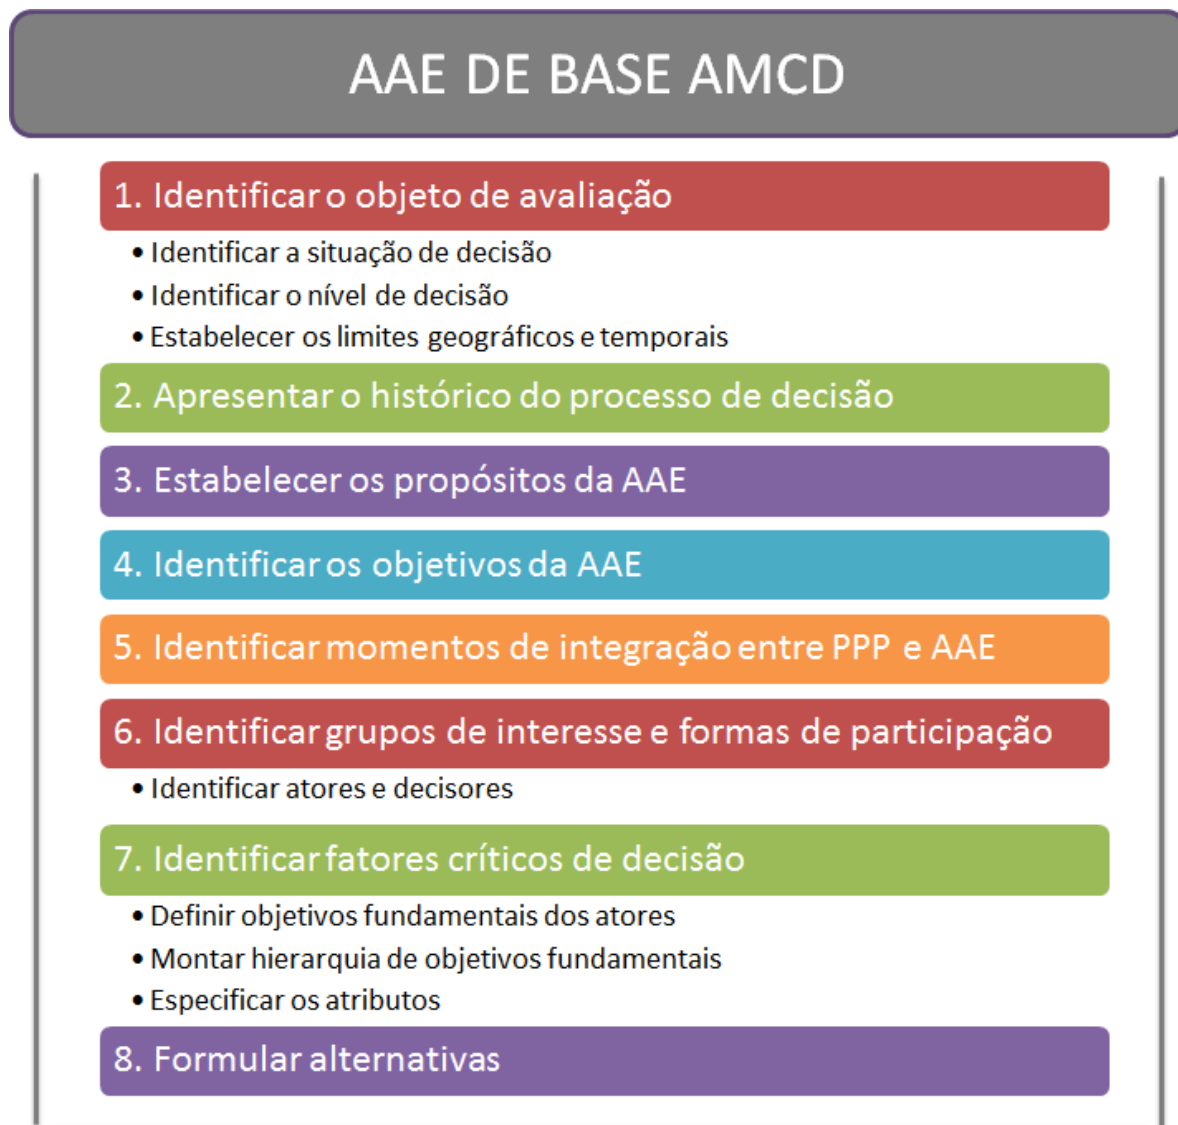 AAE DE BASE AMCD
1. Identificar o objeto de avaliação
• Identificar a situação de decisão
• Identificar o nível de decisão
• Estabelecer os limites geográficos e temporais
2. Apresentar o histórico do processo de decisão
3. Estabelecer os propósitos da AAE
4. Identificar os objetivos da AAE
5. Identificar momentos de integração entre PPP e AAE
6. Identificar grupos de interesse e formas de participação
• Identificar atores e decisores
7. Identificar fatores críticos de decisão
• Definir objetivos fundamentais dos atores
• Montar hierarquia de objetivos fundamentais
• Especificar os atributos
8. Formular alternativas